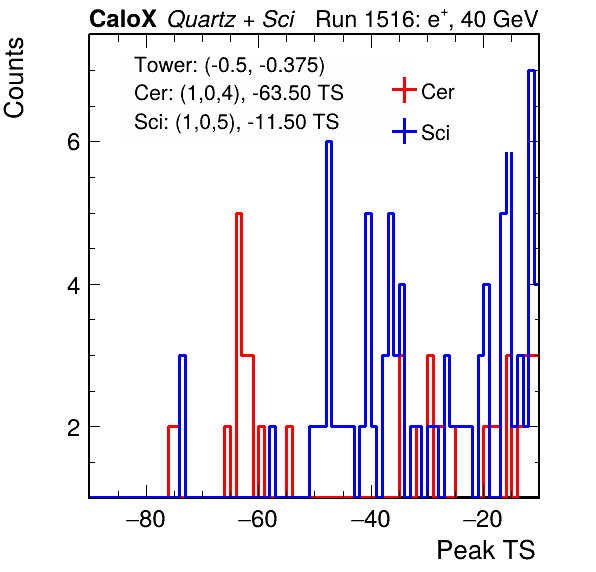 CaloX Quartz + Sci Run 1516: e+, 40 GeV
Counts
Tower: (-0.5, -0.375)
Cer: (1,0,4), -63.50 TS
Sci: (1,0,5), -11.50 TS
Cer
Sci
6
4
2
−80 −60 −40 −20
Peak TS